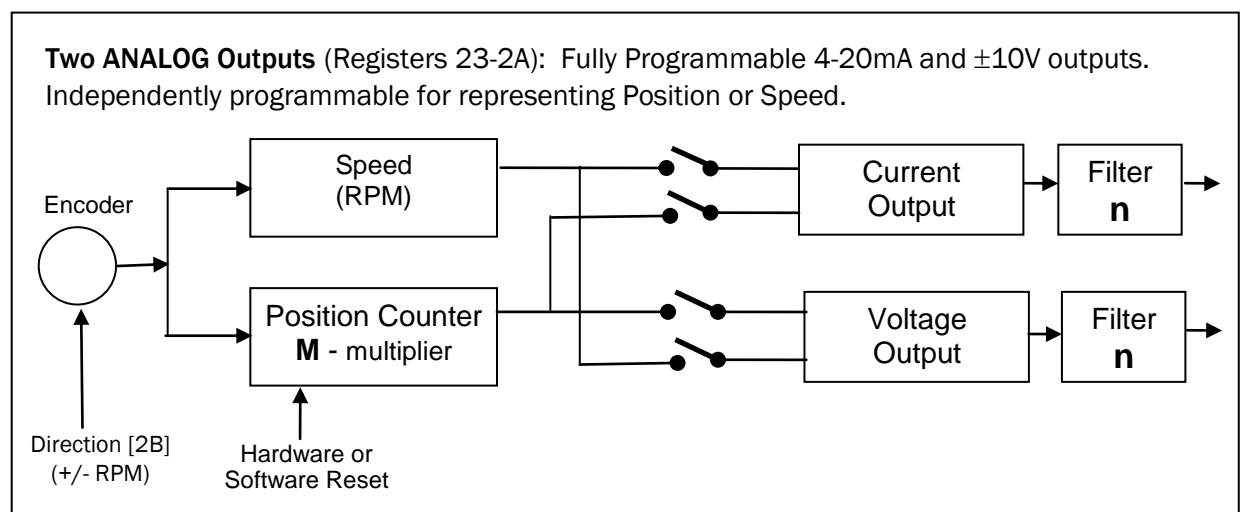 Two ANALOG Outputs (Registers 23-2A): Fully Programmable 4-20mA and ±10V outputs.
Independently programmable for representing Position or Speed.
Speed
(RPM)
Current
Output
Filter
n
Encoder
Position Counter
M - multiplier
Voltage
Output
Filter
n
Direction [2B]
(+/- RPM)
Hardware or
Software Reset